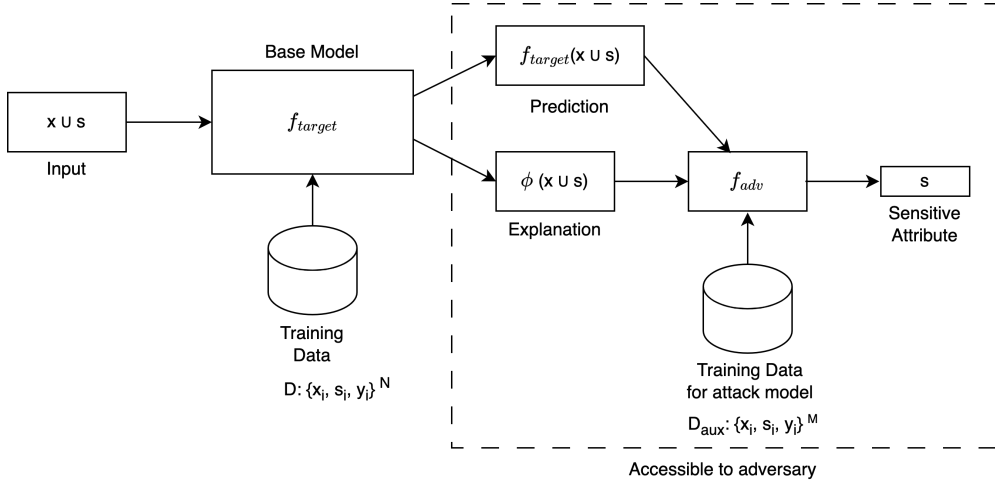 x ∪ s
Input
Base Model
f_target
Training
Data
D: {x_i, s_i, y_i}^N
f_target(x ∪ s)
Prediction
ϕ (x ∪ s)
Explanation
f_adv
Training Data
for attack model
D_aux: {x_i, s_i, y_i}^M
s
Sensitive
Attribute
Accessible to adversary